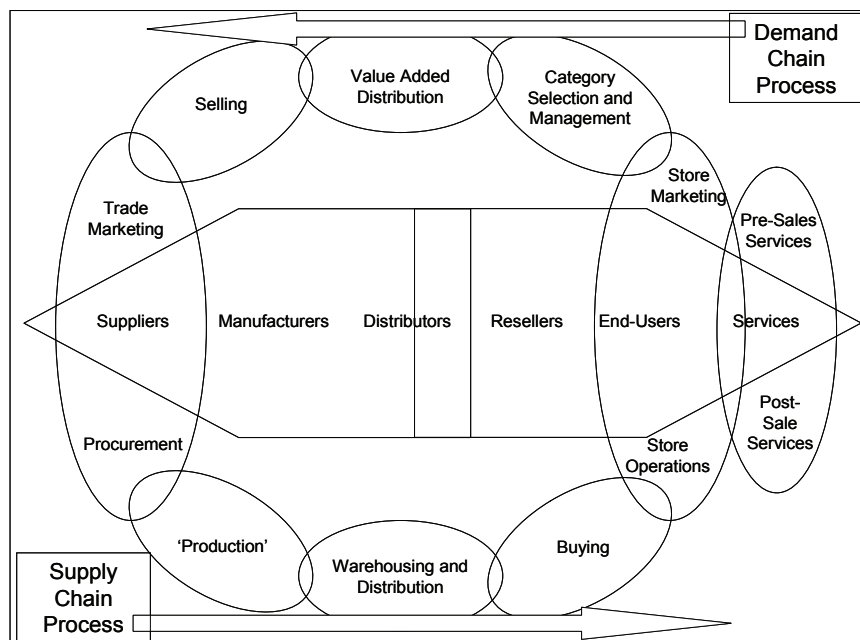 Demand
Chain
Process
Selling
Value Added
Distribution
Category
Selection and
Management
Trade
Marketing
Store
Marketing
Pre-Sales
Services
Suppliers
Manufacturers
Distributors
Resellers
End-Users
Services
Procurement
Store
Operations
Post-
Sale
Services
'Production'
Warehousing and
Distribution
Buying
Supply
Chain
Process